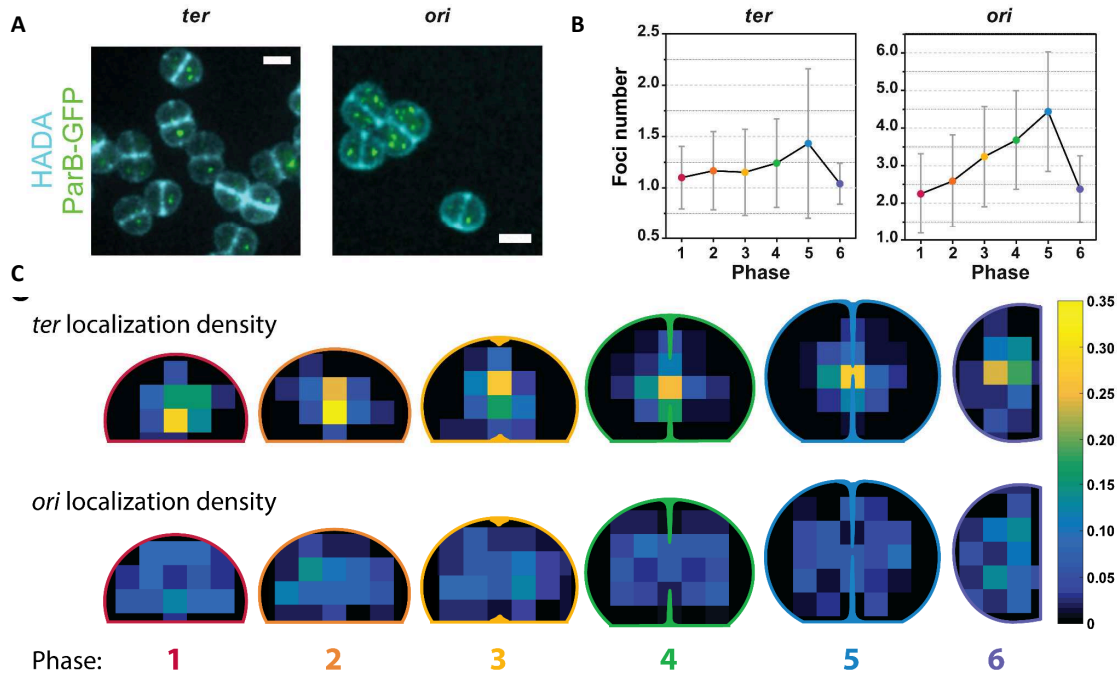 A
ter
ori
HADA
ParB-GFP
B
ter
ori
Foci number
2.5
2.0
1.5
1.0
0.5
6.0
5.0
4.0
3.0
2.0
1.0
1 2 3 4 5 6
Phase
1 2 3 4 5 6
Phase
C
ter localization density
ori localization density
0.35
0.30
0.25
0.20
0.15
0.10
0.05
0
Phase: 1 2 3 4 5 6